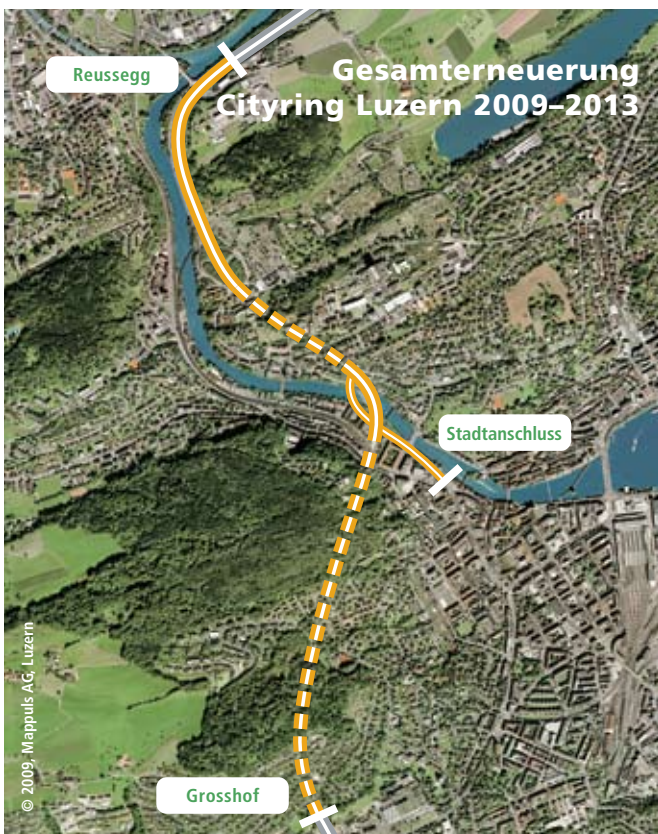 Reussegg
Gesamterneuerung
Cityring Luzern 2009–2013
Stadtanschluss
© 2009, Mappuls AG, Luzern
Grosshof